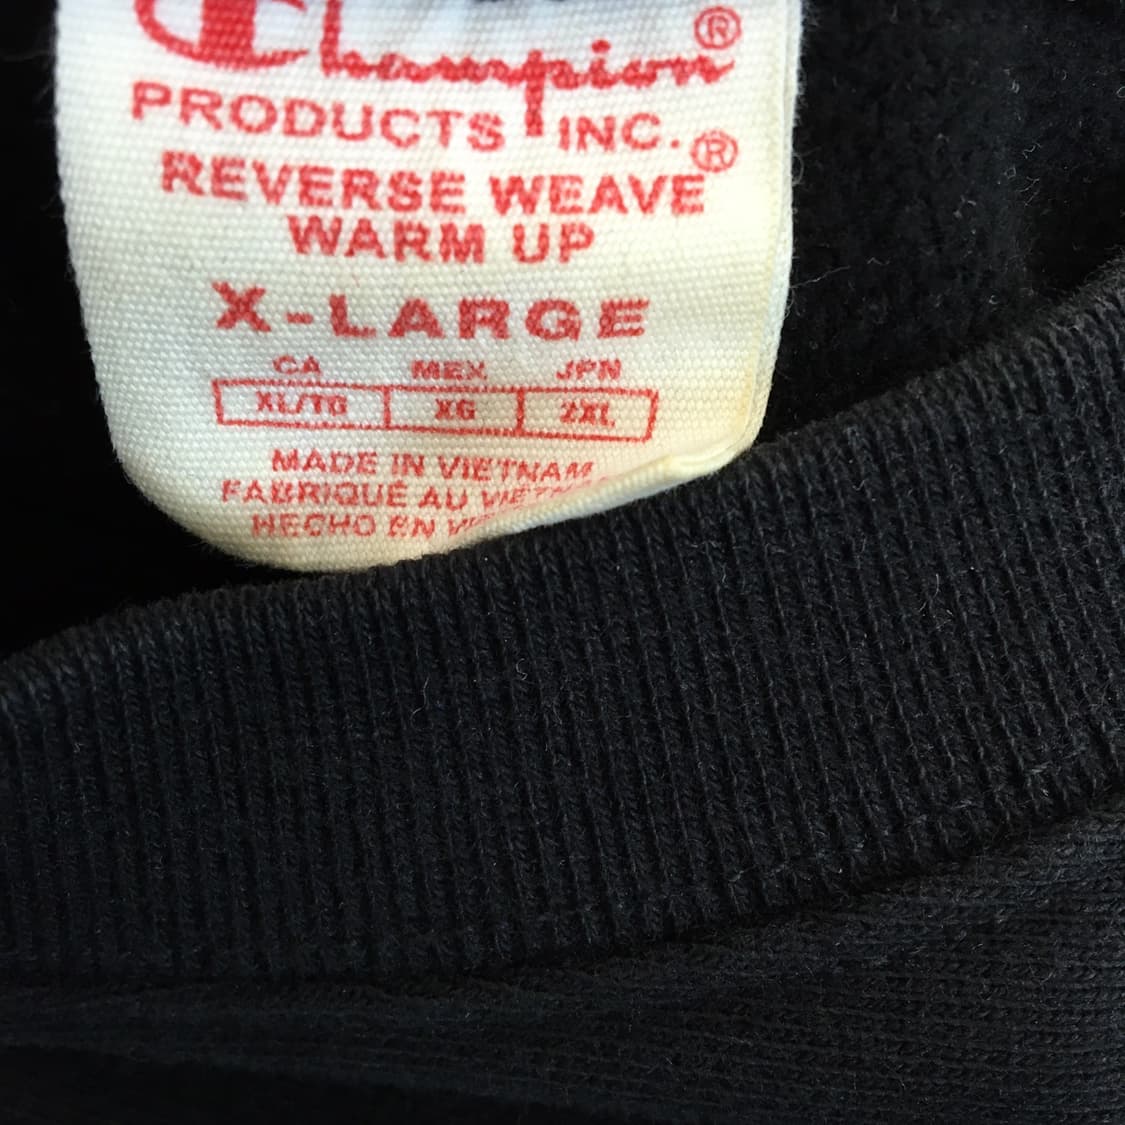 Champion®
PRODUCTS INC.
REVERSE WEAVE®
WARM UP
X-LARGE
CA MEX JPN
XL/TG XG 2XL
MADE IN VIETNAM
FABRIQUÉ AU
HECHO EN